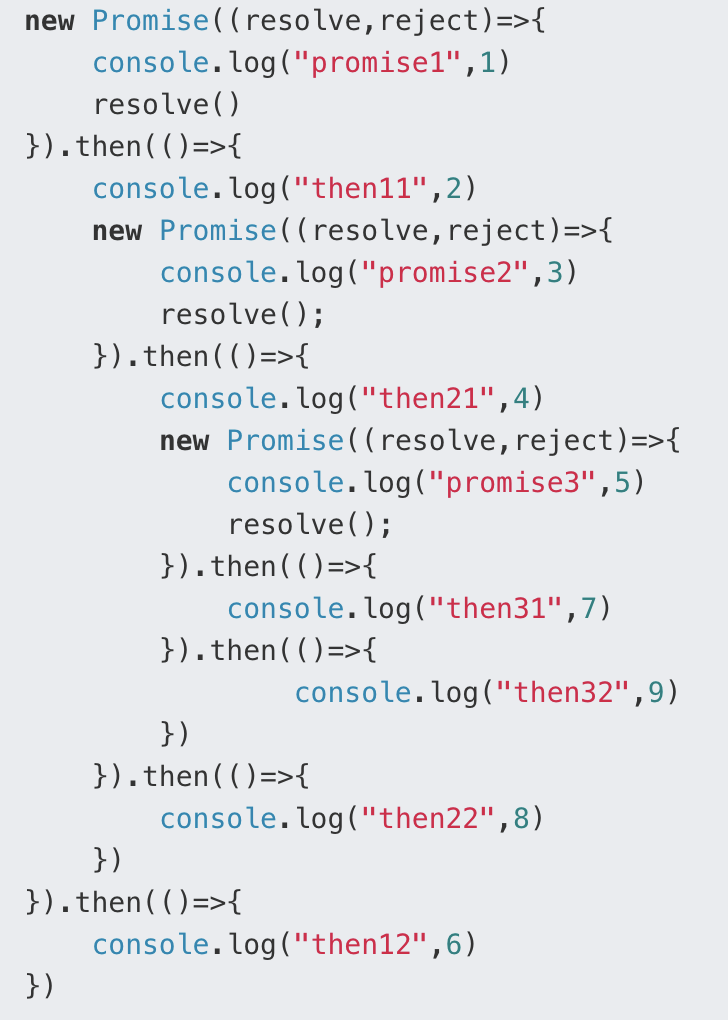 new Promise((resolve,reject)=>{
    console.log("promise1",1)
    resolve()
}).then(()=>{
    console.log("then11",2)
    new Promise((resolve,reject)=>{
        console.log("promise2",3)
        resolve();
    }).then(()=>{
        console.log("then21",4)
        new Promise((resolve,reject)=>{
            console.log("promise3",5)
            resolve();
        }).then(()=>{
            console.log("then31",7)
        }).then(()=>{
                console.log("then32",9)
        })
    }).then(()=>{
        console.log("then22",8)
    })
}).then(()=>{
    console.log("then12",6)
})